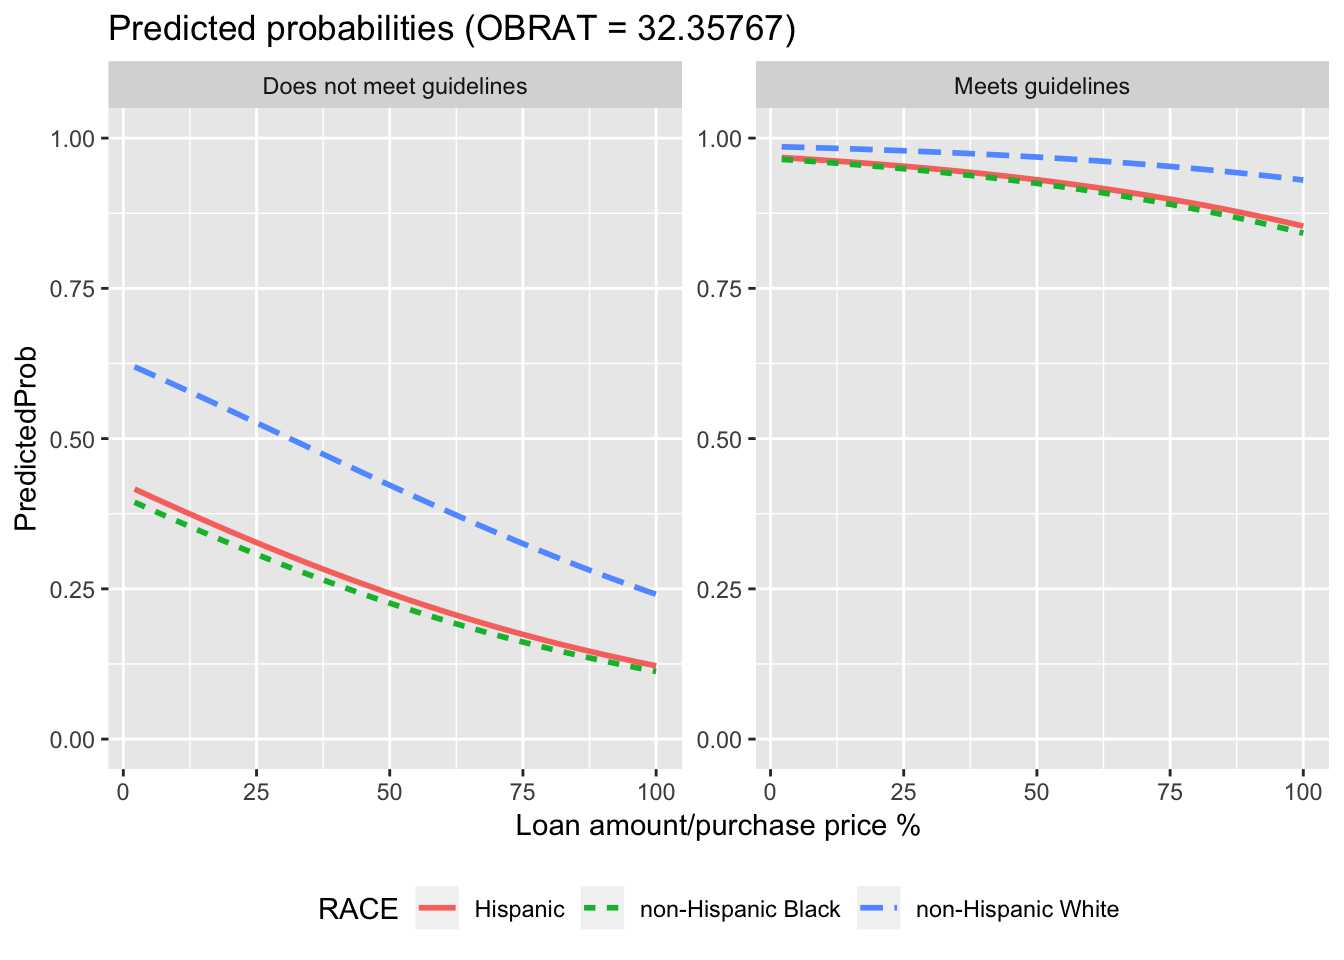 Predicted probabilities (OBRAT = 32.35767)
Does not meet guidelines
Meets guidelines
PredictedProb
1.00
0.75
0.50
0.25
0.00
1.00
0.75
0.50
0.25
0.00
0 25 50 75 100
0 25 50 75 100
Loan amount/purchase price %
RACE Hispanic non-Hispanic Black non-Hispanic White